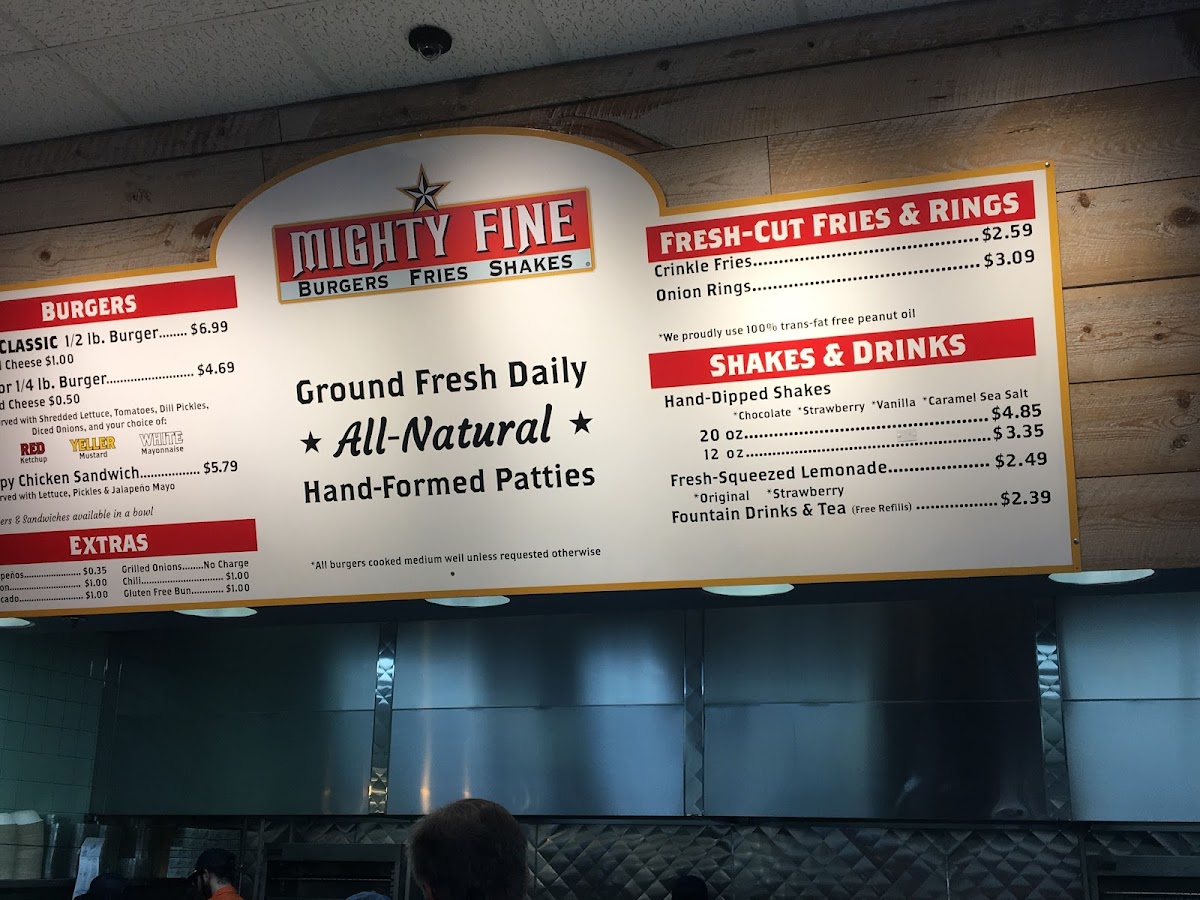 MIGHTY FINE
BURGERS FRIES SHAKES
BURGERS
CLASSIC 1/2 lb. Burger........ $6.99
Cheese $1.00
or 1/4 lb. Burger........................ $4.69
Cheese $0.50
with Shredded Lettuce, Tomatoes, Dill Pickles,
Diced Onions, and your choice of:
RED YELLER WHITE
Ketchup Mustard Mayonnaise
Chicken Sandwich................. $5.79
with Lettuce, Pickles & Jalapeño Mayo
& Sandwiches available in a bowl
EXTRAS
$0.35
$1.00
$1.00
Grilled Onions........No Charge
Chili.............................. $1.00
Gluten Free Bun............ $1.00
Ground Fresh Daily
★ All-Natural ★
Hand-Formed Patties
*All burgers cooked medium well unless requested otherwise
FRESH-CUT FRIES & RINGS
Crinkle Fries............................................. $2.59
Onion Rings.............................................. $3.09
*We proudly use 100% trans-fat free peanut oil
SHAKES & DRINKS
Hand-Dipped Shakes
*Chocolate *Strawberry *Vanilla *Caramel Sea Salt
20 oz.................................................. $4.85
12 oz.................................................. $3.35
Fresh-Squeezed Lemonade.................... $2.49
*Original *Strawberry
Fountain Drinks & Tea (Free Refills) ................ $2.39